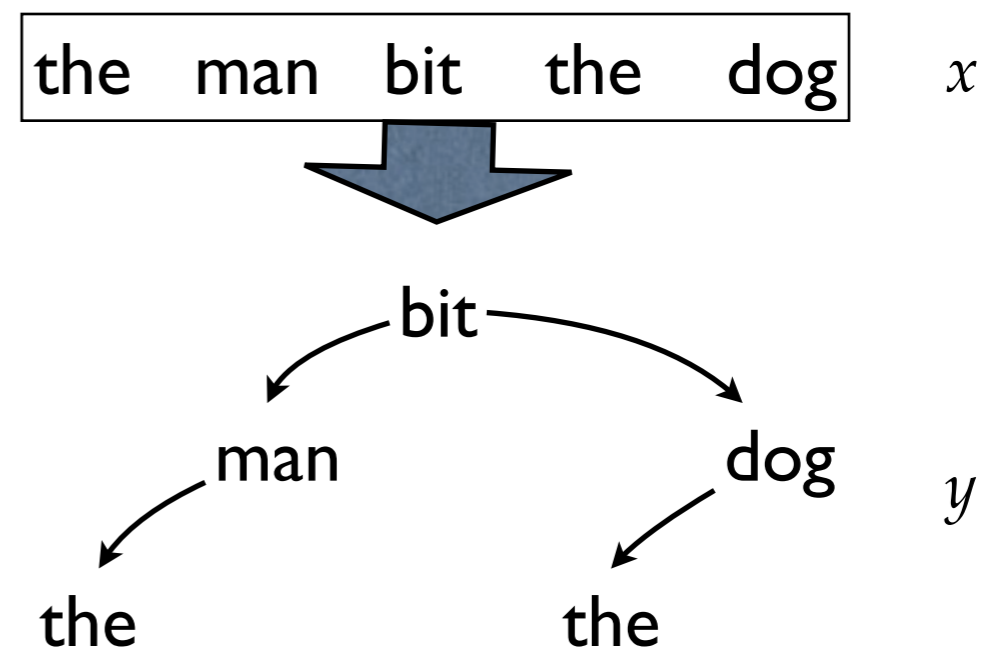 the man bit the dog x
bit
man dog
y
the the